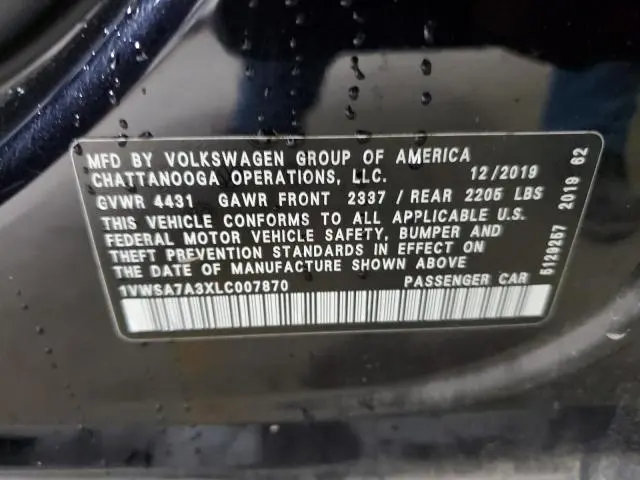 MFD BY VOLKSWAGEN GROUP OF AMERICA
CHATTANOOGA OPERATIONS, LLC. 12/2019
GVWR 4431 GAWR FRONT 2337 / REAR 2205 LBS
THIS VEHICLE CONFORMS TO ALL APPLICABLE U.S.
FEDERAL MOTOR VEHICLE SAFETY, BUMPER AND
THEFT PREVENTION STANDARDS IN EFFECT ON
THE DATE OF MANUFACTURE SHOWN ABOVE
1VWSA7A3XLC007870 PASSENGER CAR
5129257 2019 62